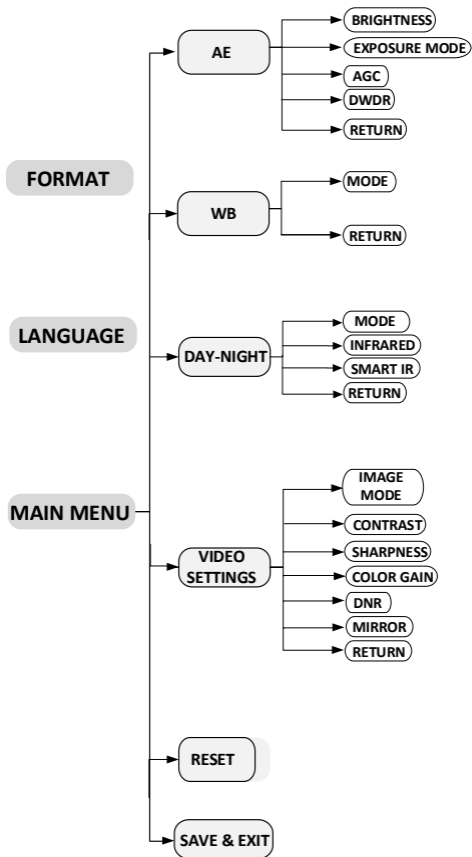 FORMAT
LANGUAGE
MAIN MENU
AE
BRIGHTNESS
EXPOSURE MODE
AGC
DWDR
RETURN
WB
MODE
RETURN
DAY-NIGHT
MODE
INFRARED
SMART IR
RETURN
VIDEO
SETTINGS
IMAGE
MODE
CONTRAST
SHARPNESS
COLOR GAIN
DNR
MIRROR
RETURN
RESET
SAVE & EXIT